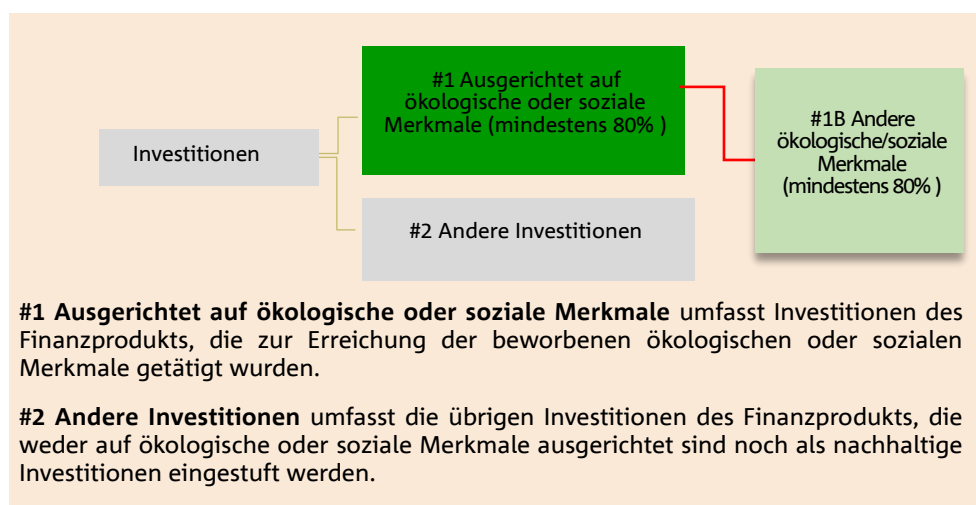 #1 Ausgerichtet auf
ökologische oder soziale
Merkmale (mindestens 80% )
#1B Andere
ökologische/soziale
Merkmale
(mindestens 80% )
Investitionen
#2 Andere Investitionen
#1 Ausgerichtet auf ökologische oder soziale Merkmale umfasst Investitionen des
Finanzprodukts, die zur Erreichung der beworbenen ökologischen oder sozialen
Merkmale getätigt wurden.
#2 Andere Investitionen umfasst die übrigen Investitionen des Finanzprodukts, die
weder auf ökologische oder soziale Merkmale ausgerichtet sind noch als nachhaltige
Investitionen eingestuft werden.